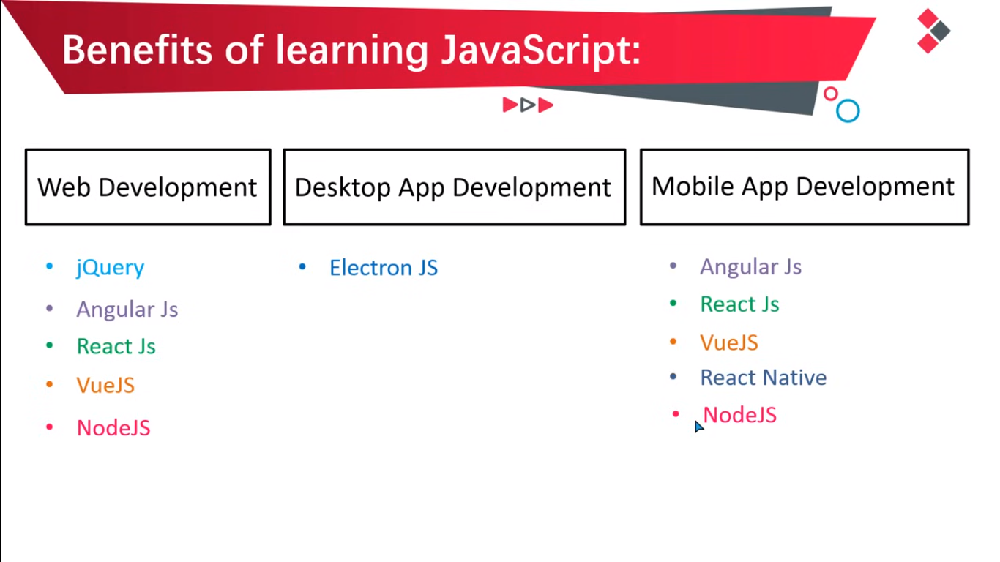 Benefits of learning JavaScript:
Web Development
• jQuery
• Angular Js
• React Js
• VueJS
• NodeJS
Desktop App Development
• Electron JS
Mobile App Development
• Angular Js
• React Js
• VueJS
• React Native
• NodeJS